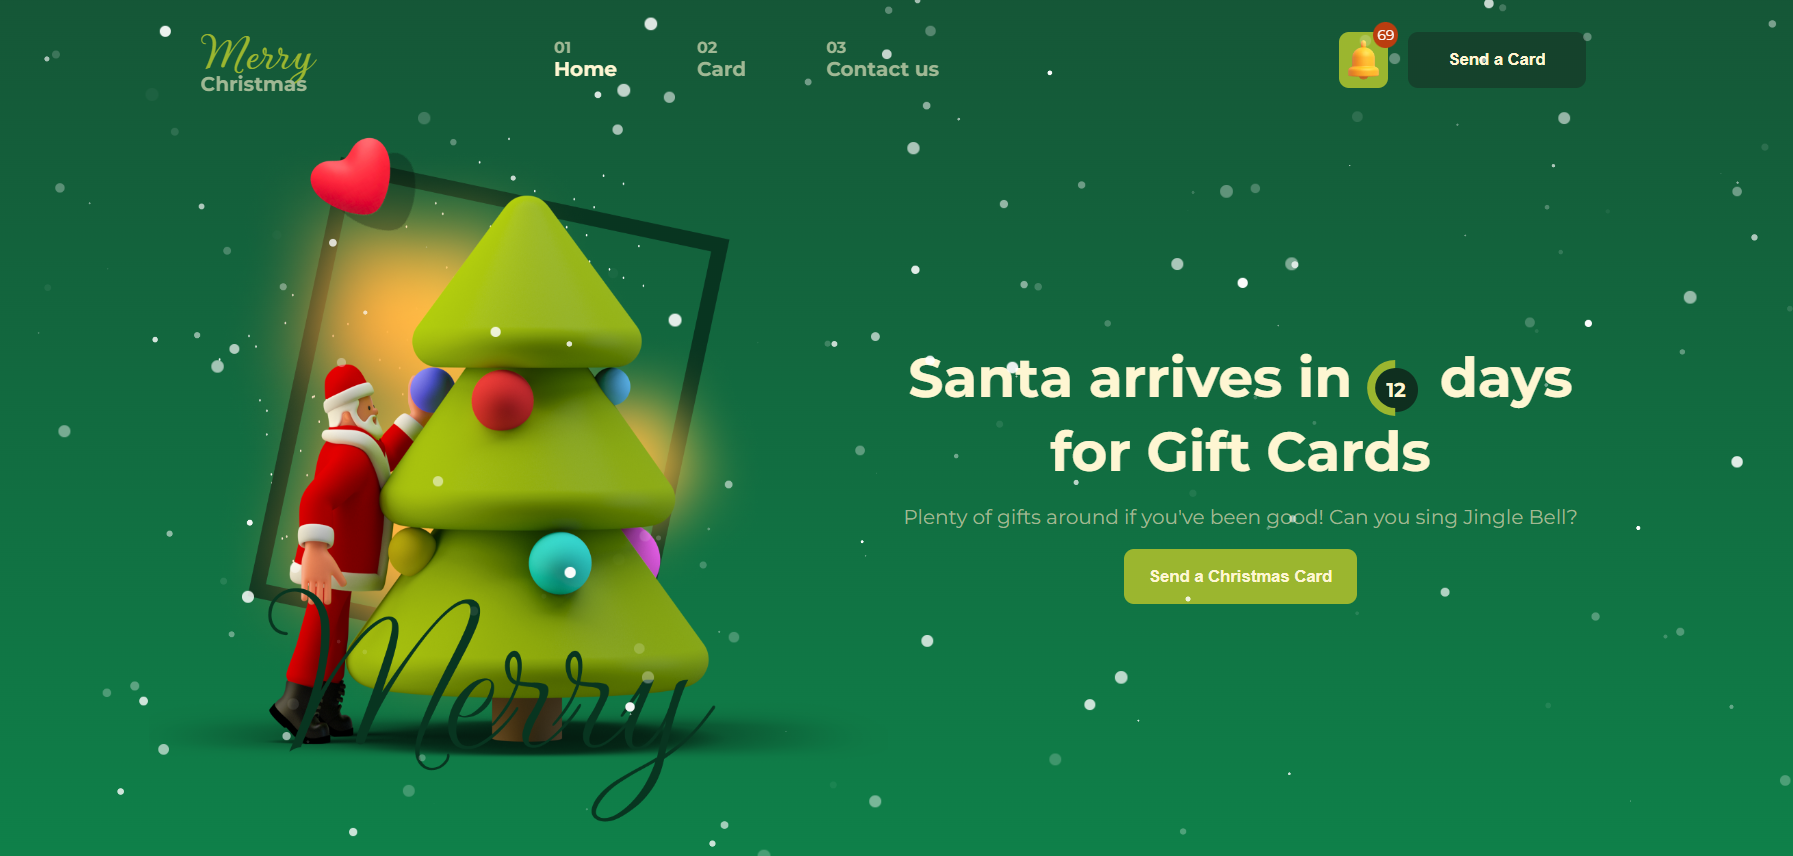 Merry
Christmas
01
Home
02
Card
03
Contact us
69
Send a Card
Santa arrives in 12 days
for Gift Cards
Plenty of gifts around if you've been good! Can you sing Jingle Bell?
Send a Christmas Card
Merry